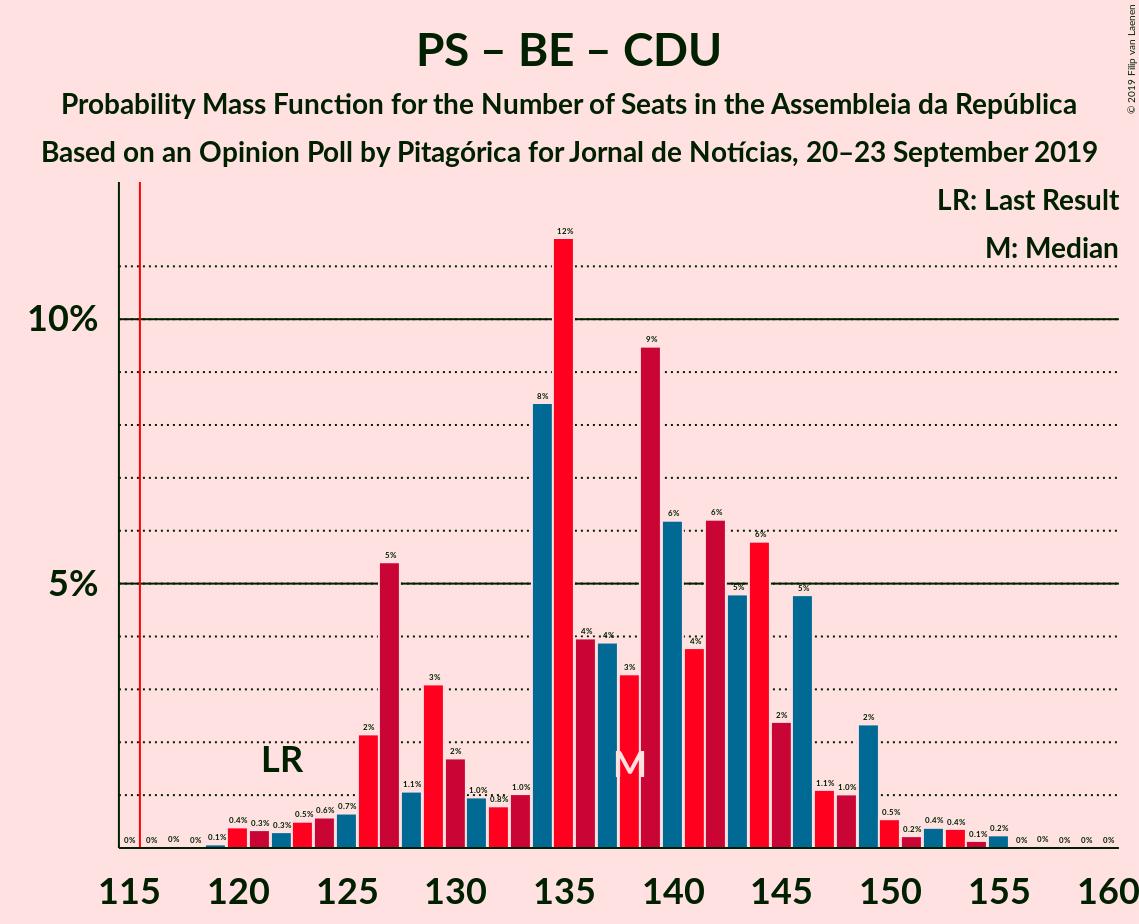 PS – BE – CDU
Probability Mass Function for the Number of Seats in the Assembleia da República
Based on an Opinion Poll by Pitagórica for Jornal de Notícias, 20–23 September 2019
© 2019 Filip van Laenen
LR: Last Result
M: Median
10%
5%
0% 0% 0% 0% 0.1% 0.4% 0.3% 0.3% 0.5% 0.6% 0.7% 2% 5% 1.1% 3% 2% 1.0% 0.8% 1.0% 8% 12% 4% 4% 3% 9% 6% 4% 6% 5% 6% 2% 5% 1.1% 1.0% 2% 0.5% 0.2% 0.4% 0.4% 0.1% 0.2% 0% 0% 0% 0% 0%
LR
M
115 120 125 130 135 140 145 150 155 160